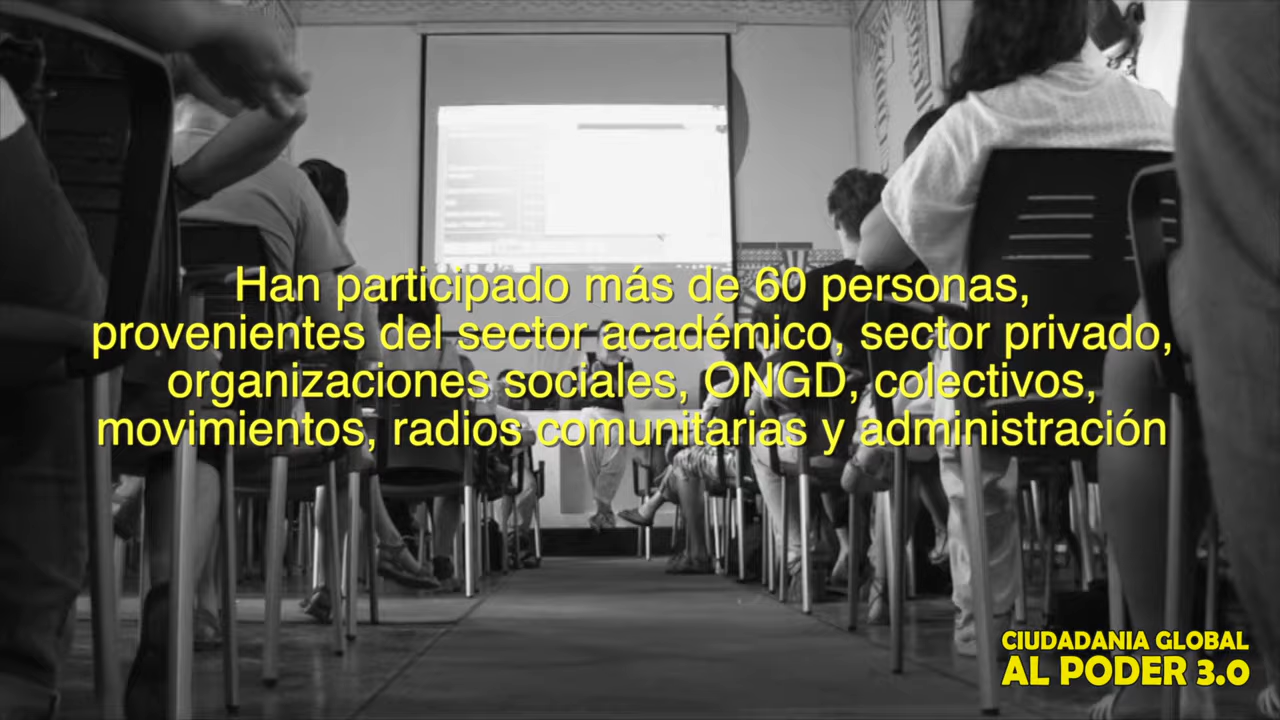 Han participado más de 60 personas,
provenientes del sector académico, sector privado,
organizaciones sociales, ONGD, colectivos,
movimientos, radios comunitarias y administración
CIUDADANIA GLOBAL
AL PODER 3.0